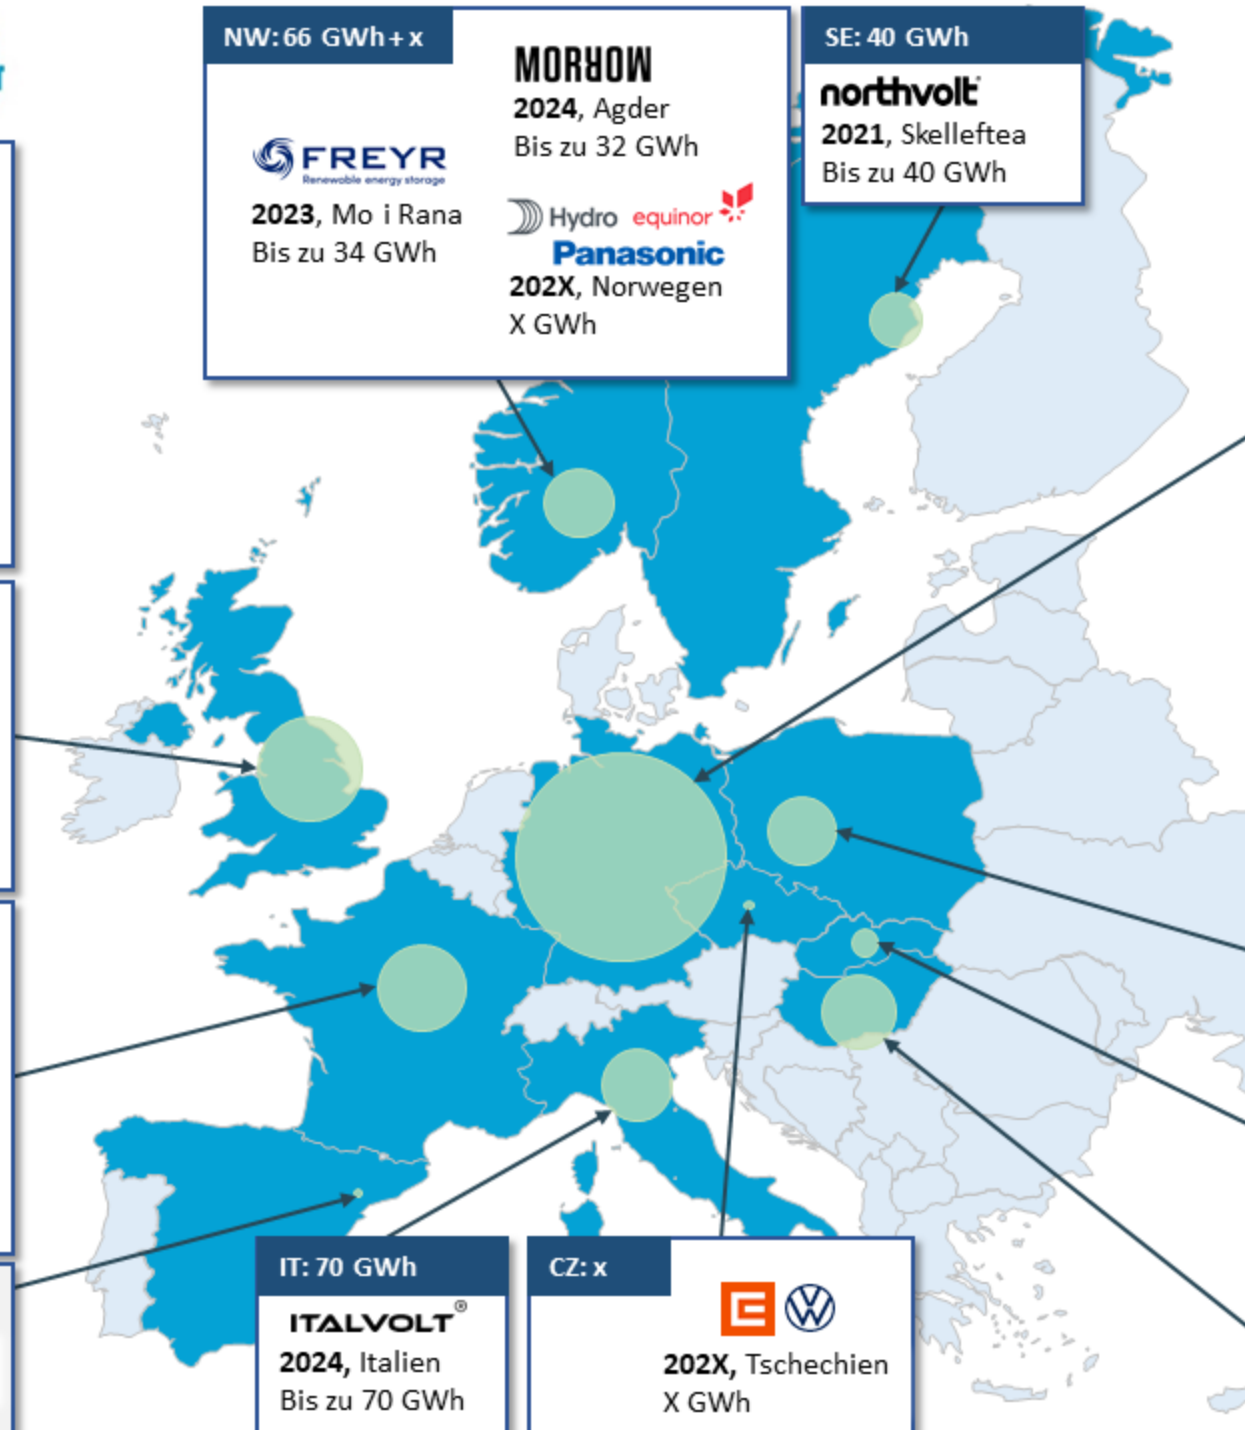 NW: 66 GWh + x
FREYR
Renewable energy storage
2023, Mo i Rana
Bis zu 34 GWh
MORROW
2024, Agder
Bis zu 32 GWh
Hydro equinor
Panasonic
202X, Norwegen
X GWh
SE: 40 GWh
northvolt
2021, Skelleftea
Bis zu 40 GWh
IT: 70 GWh
ITALVOLT®
2024, Italien
Bis zu 70 GWh
CZ: x
202X, Tschechien
X GWh